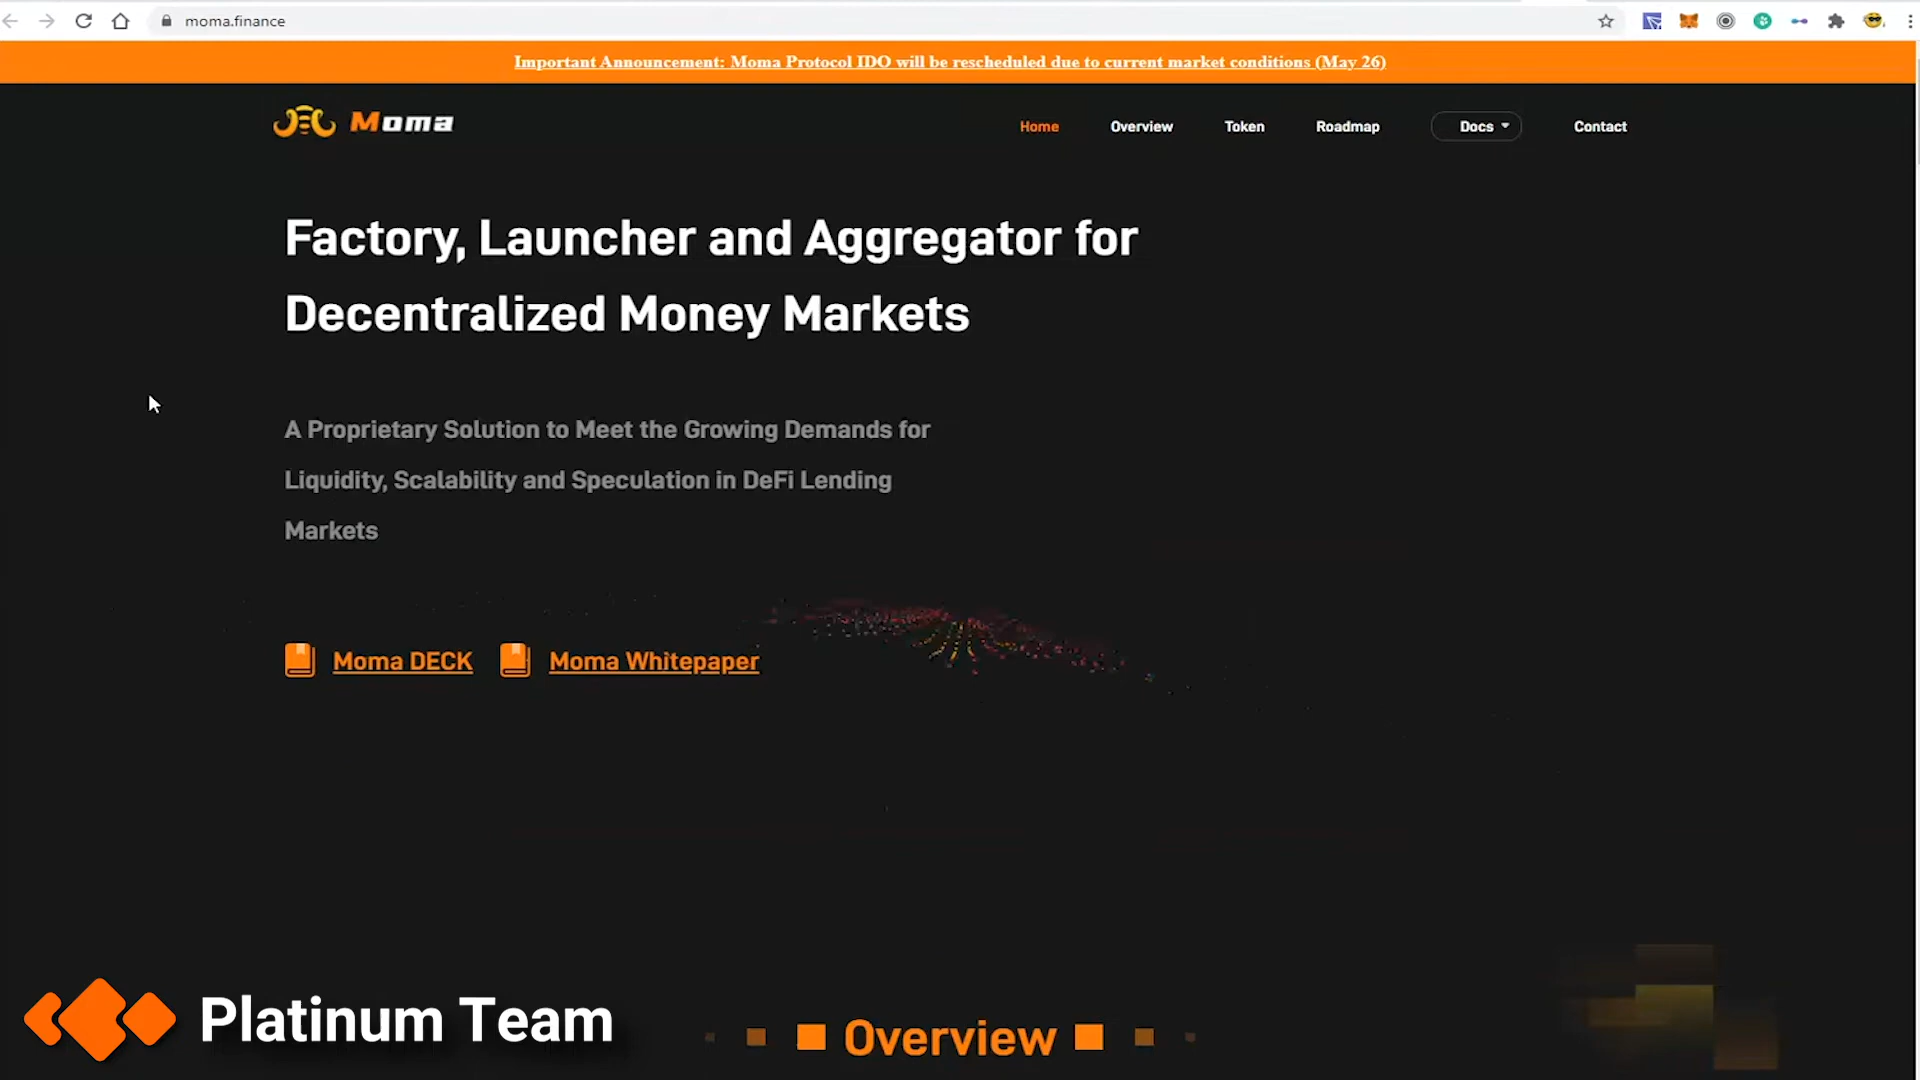 moma.finance
Important Announcement: Moma Protocol IDO will be rescheduled due to current market conditions (May 26)
Moma
Home
Overview
Token
Roadmap
Docs
Contact
Factory, Launcher and Aggregator for
Decentralized Money Markets
A Proprietary Solution to Meet the Growing Demands for
Liquidity, Scalability and Speculation in DeFi Lending
Markets
Moma DECK
Moma Whitepaper
Platinum Team
Overview